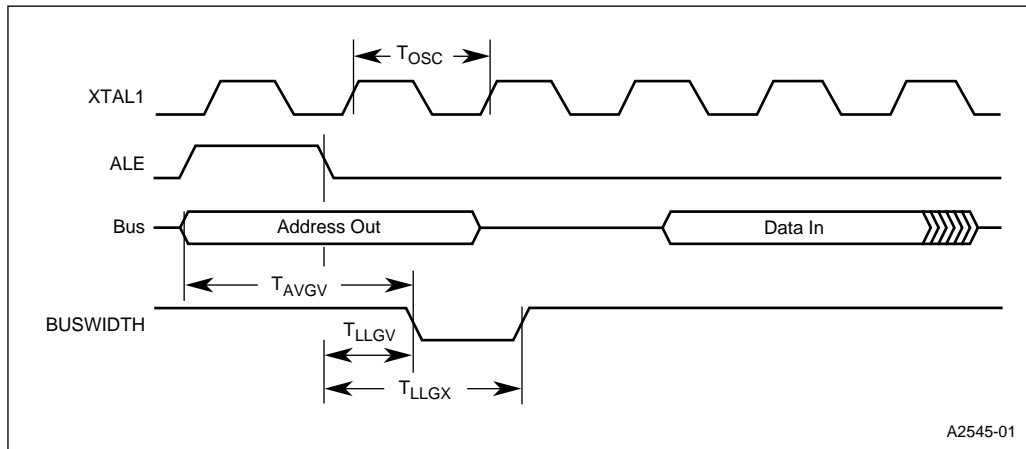 TOSC
XTAL1
ALE
Bus
Address Out
Data In
TAVGV
BUSWIDTH
TLLGV
TLLGX
A2545-01